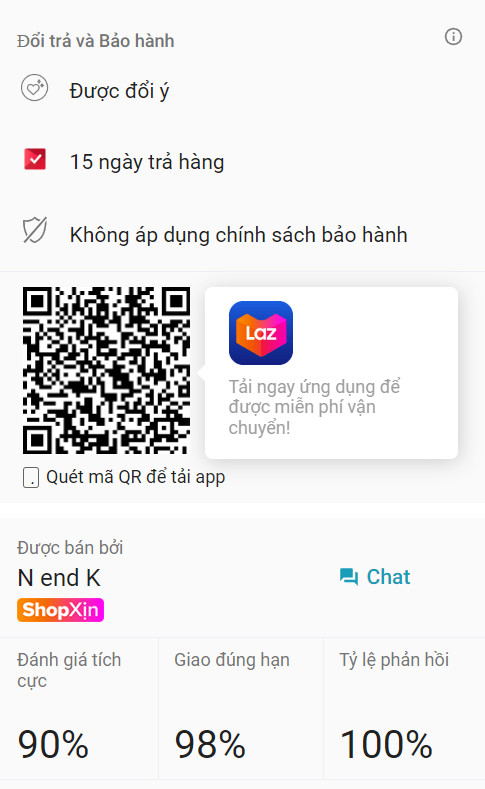 Đổi trả và Bảo hành
Được đổi ý
15 ngày trả hàng
Không áp dụng chính sách bảo hành
Laz
Tải ngay ứng dụng để
được miễn phí vận
chuyển!
Quét mã QR để tải app
Được bán bởi
N end K
Chat
ShopXịn
Đánh giá tích
cực
Giao đúng hạn
Tỷ lệ phản hồi
90%
98%
100%